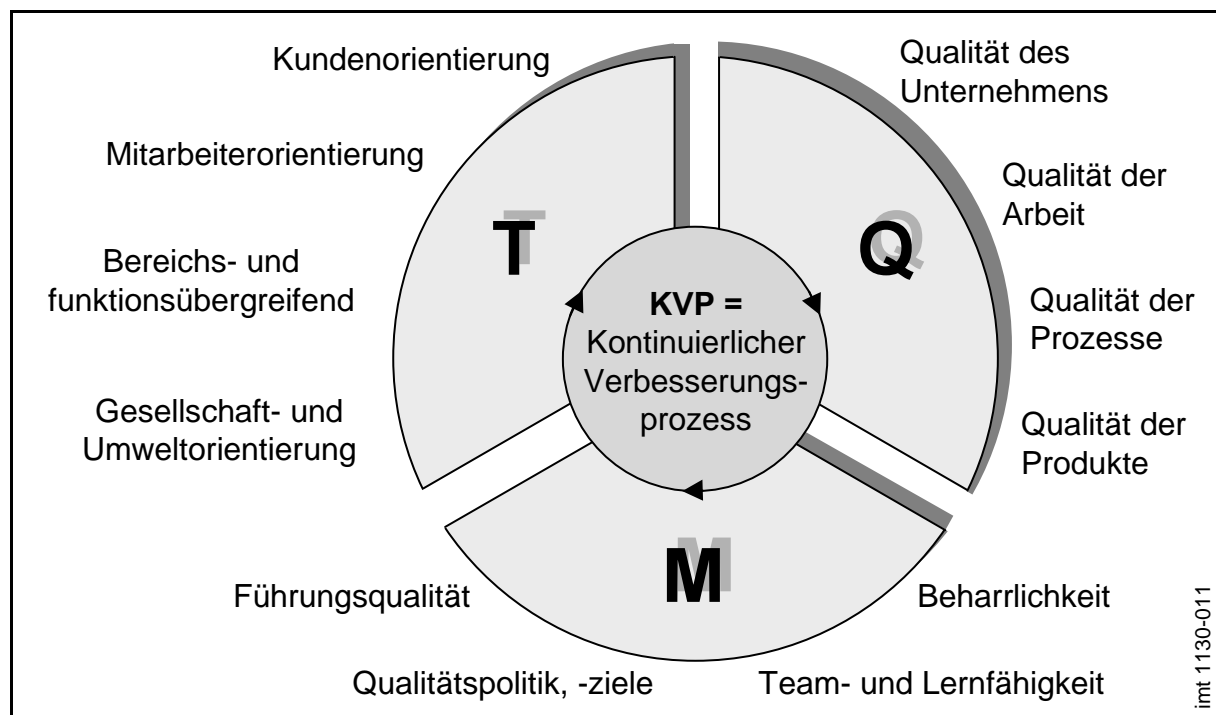 Kundenorientierung
Mitarbeiterorientierung
Bereichs- und
funktionsübergreifend
Gesellschaft- und
Umweltorientierung
T
Qualität des
Unternehmens
Qualität der
Arbeit
Qualität der
Prozesse
Qualität der
Produkte
Q
KVP =
Kontinuierlicher
Verbesserungs-
prozess
M
Führungsqualität
Qualitätspolitik, -ziele
Team- und Lernfähigkeit
Beharrlichkeit
imt 1130-011